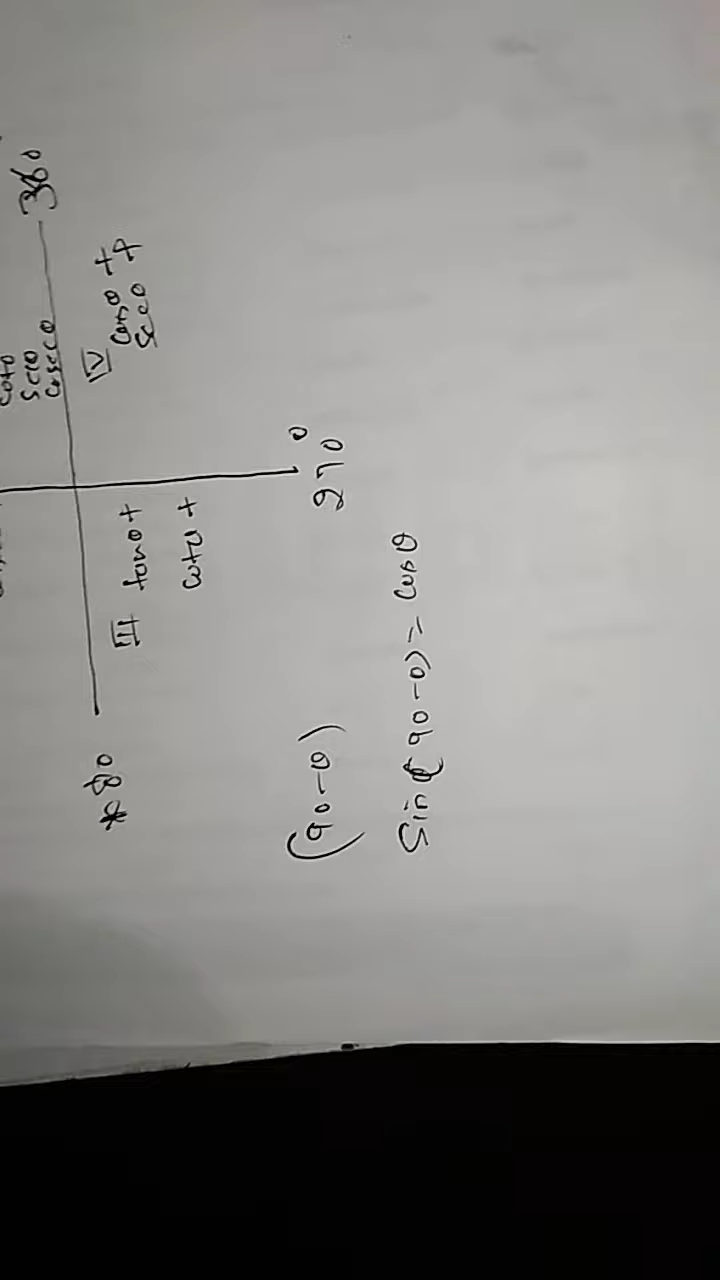 cotθ
secθ
cosecθ
360
IV cosθ +
secθ +
III tanθ +
cotθ +
180
270°
(90-θ)
sin(90-θ) = cosθ